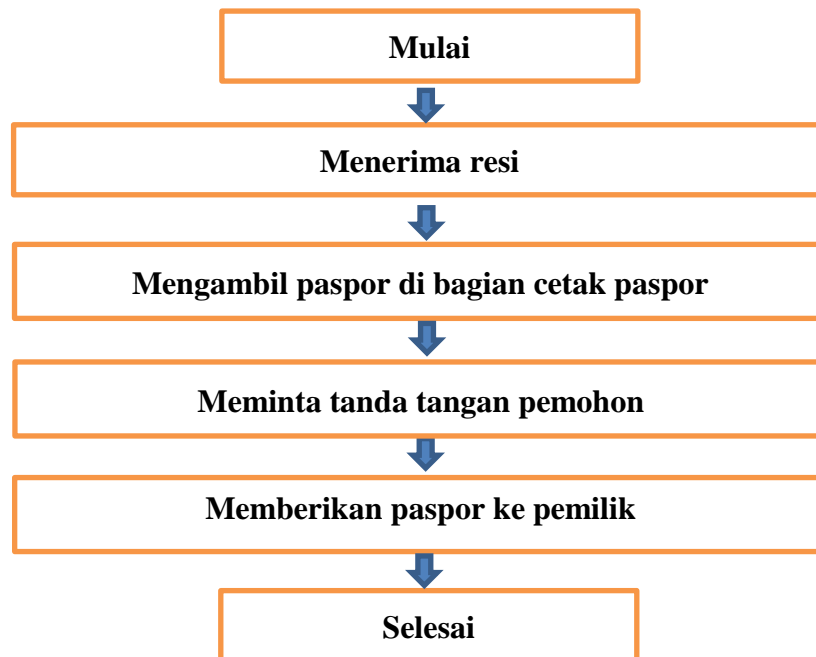 Mulai
Menerima resi
Mengambil paspor di bagian cetak paspor
Meminta tanda tangan pemohon
Memberikan paspor ke pemilik
Selesai